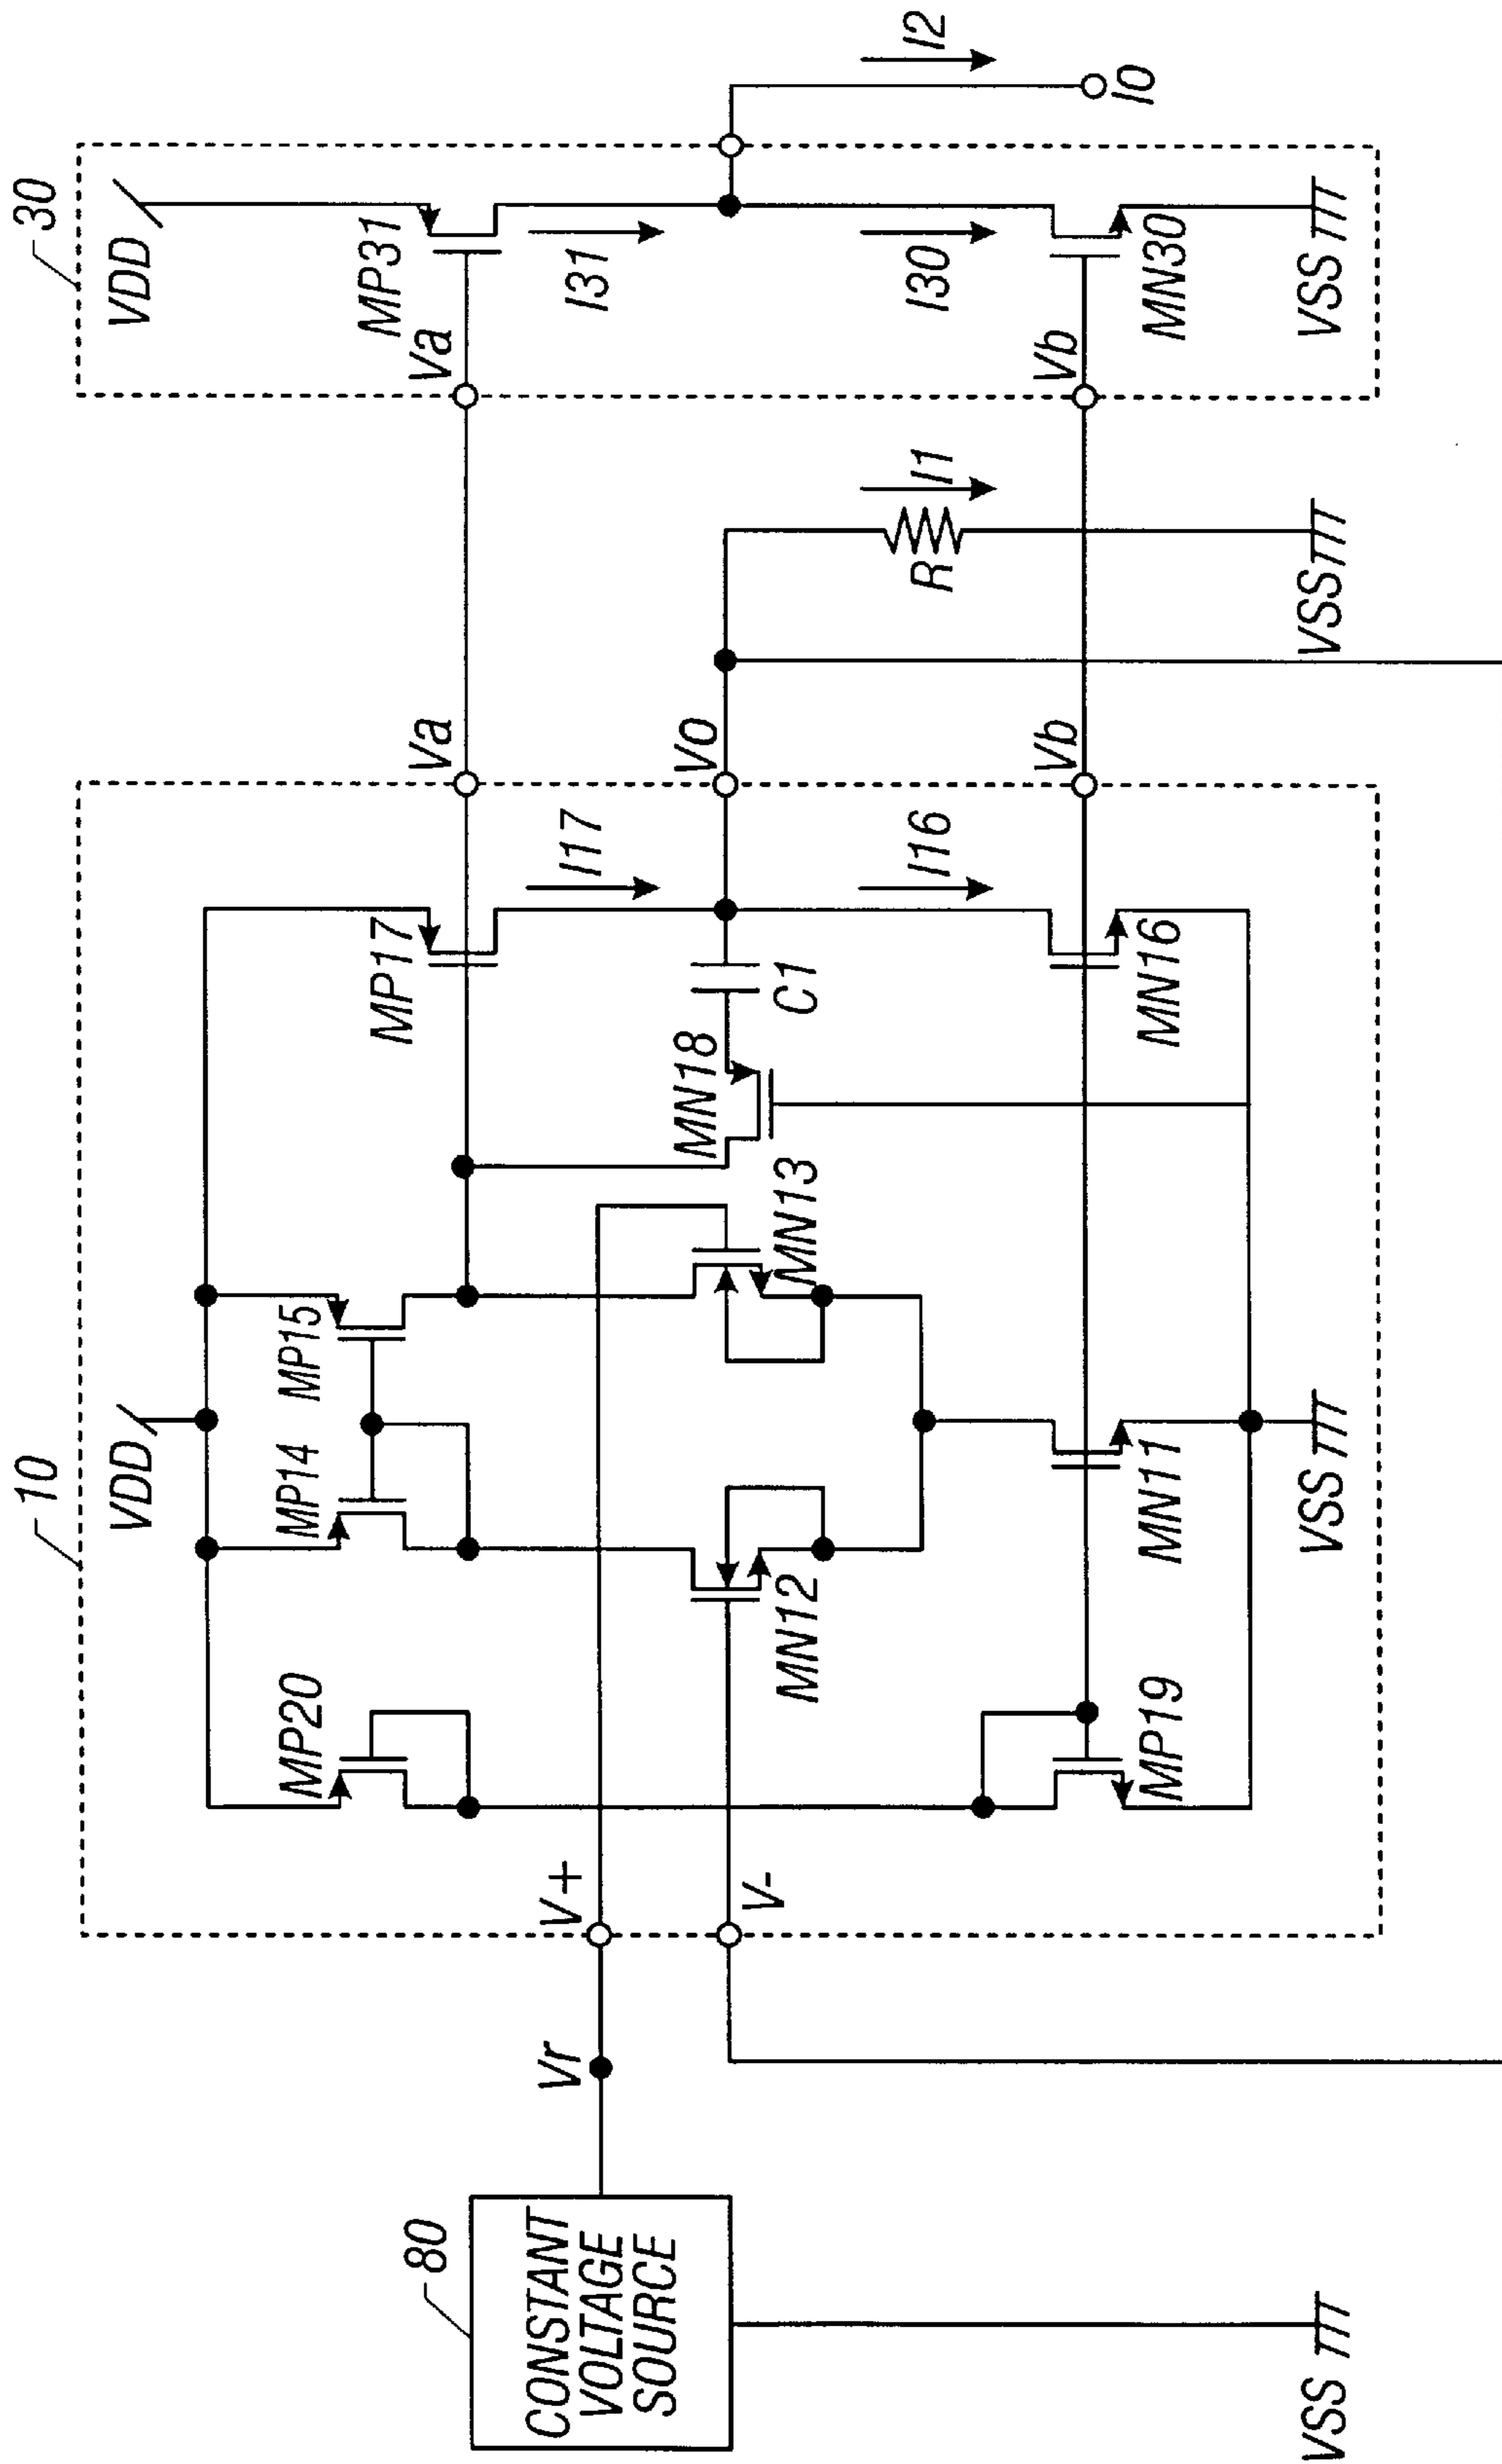 10
30
VDD
VDD
MP20
MP14
MP15
MP17
MP31
Va
Va
I17
I31
80
CONSTANT
VOLTAGE
SOURCE
Vr
V+
V-
MN12
MN13
MN18
C1
Vo
R
I1
I16
I30
I2
Io
MP19
MN11
MN16
Vb
Vb
MN30
VSS
VSS
VSS
VSS